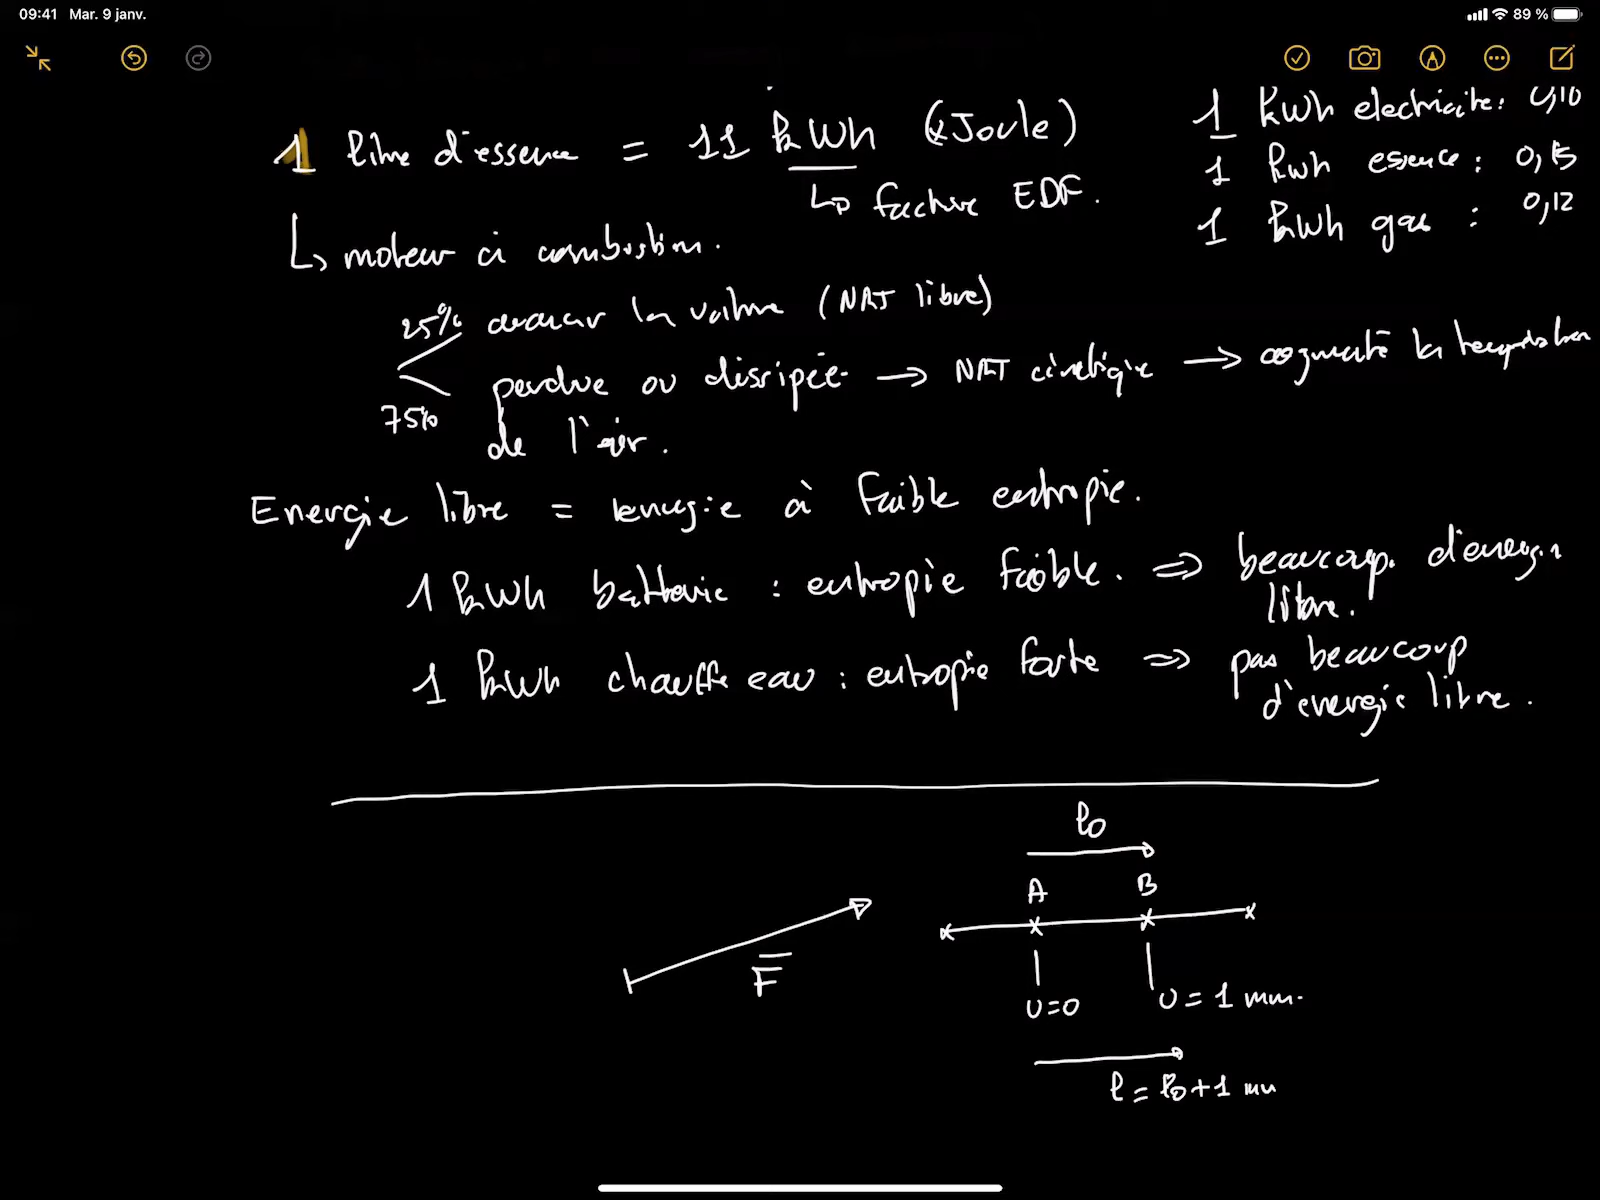 09:41 Mar. 9 janv. 89 %
1 litre d'essence = 11 kWh (xJoule)
↳ facture EDF.
1 kWh electricite : 0,10
1 kwh essence : 0,15
1 kWh gas : 0,12
↳ moteur à combustion.
25% avancer la voiture (NRJ libre)
75% perdue ou dissipée → NRJ cinétique → augmenté la température
de l'air.
Energie libre = energie à faible entropie.
1 kWh batterie : entropie faible. ⇒ beaucoup d'energie
libre.
1 kWh chauffe eau : entropie forte ⇒ pas beaucoup
d'énergie libre.
l0
A B
F
U=0 U = 1 mm.
l = l0 + 1 mm